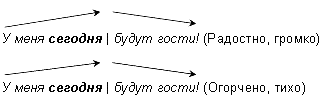 У меня сегодня | будут гости! (Радостно, громко)
У меня сегодня | будут гости! (Огорчено, тихо)